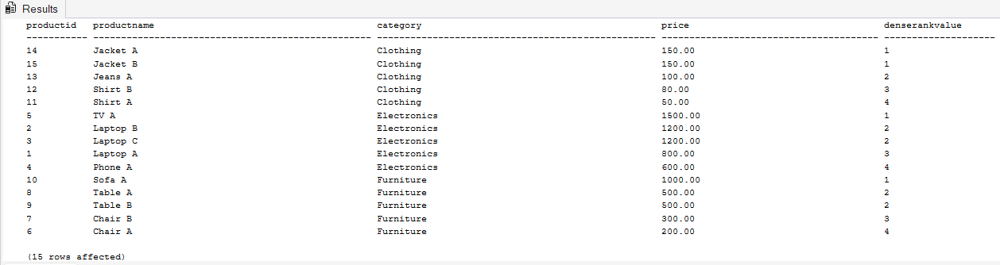 Results
productid productname category price denserankvalue
----------- -------------------------------------------------- -------------------------------------------------- --------------------------------------- --------------------
14 Jacket A Clothing 150.00 1
15 Jacket B Clothing 150.00 1
13 Jeans A Clothing 100.00 2
12 Shirt B Clothing 80.00 3
11 Shirt A Clothing 50.00 4
5 TV A Electronics 1500.00 1
2 Laptop B Electronics 1200.00 2
3 Laptop C Electronics 1200.00 2
1 Laptop A Electronics 800.00 3
4 Phone A Electronics 600.00 4
10 Sofa A Furniture 1000.00 1
8 Table A Furniture 500.00 2
9 Table B Furniture 500.00 2
7 Chair B Furniture 300.00 3
6 Chair A Furniture 200.00 4
(15 rows affected)